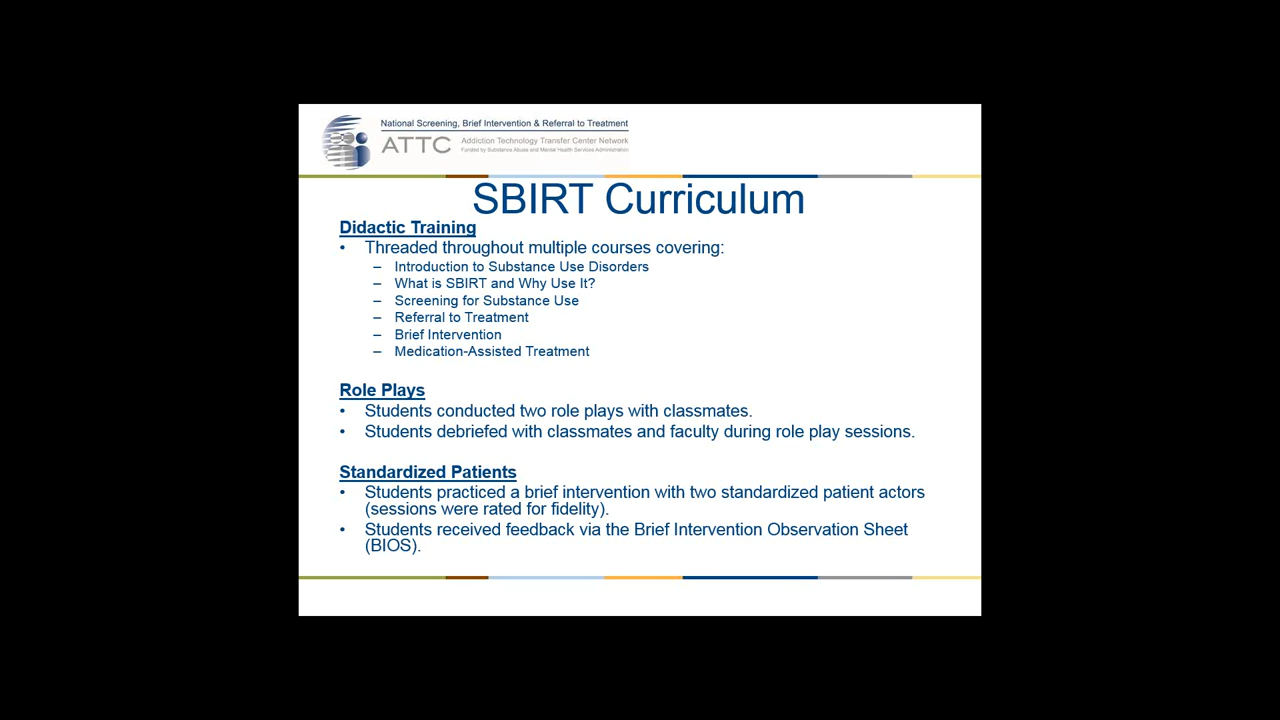 National Screening, Brief Intervention & Referral to Treatment
ATTC Addiction Technology Transfer Center Network
Funded by Substance Abuse and Mental Health Services Administration
SBIRT Curriculum
Didactic Training
• Threaded throughout multiple courses covering:
– Introduction to Substance Use Disorders
– What is SBIRT and Why Use It?
– Screening for Substance Use
– Referral to Treatment
– Brief Intervention
– Medication-Assisted Treatment
Role Plays
• Students conducted two role plays with classmates.
• Students debriefed with classmates and faculty during role play sessions.
Standardized Patients
• Students practiced a brief intervention with two standardized patient actors
(sessions were rated for fidelity).
• Students received feedback via the Brief Intervention Observation Sheet
(BIOS).